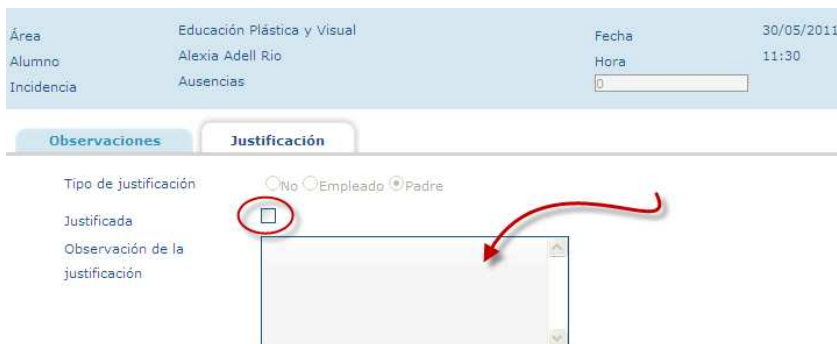 Área Educación Plástica y Visual Fecha 30/05/2011
Alumno Alexia Adell Rio Hora 11:30
Incidencia Ausencias 0
Observaciones Justificación
Tipo de justificación No Empleado Padre
Justificada
Observación de la
justificación